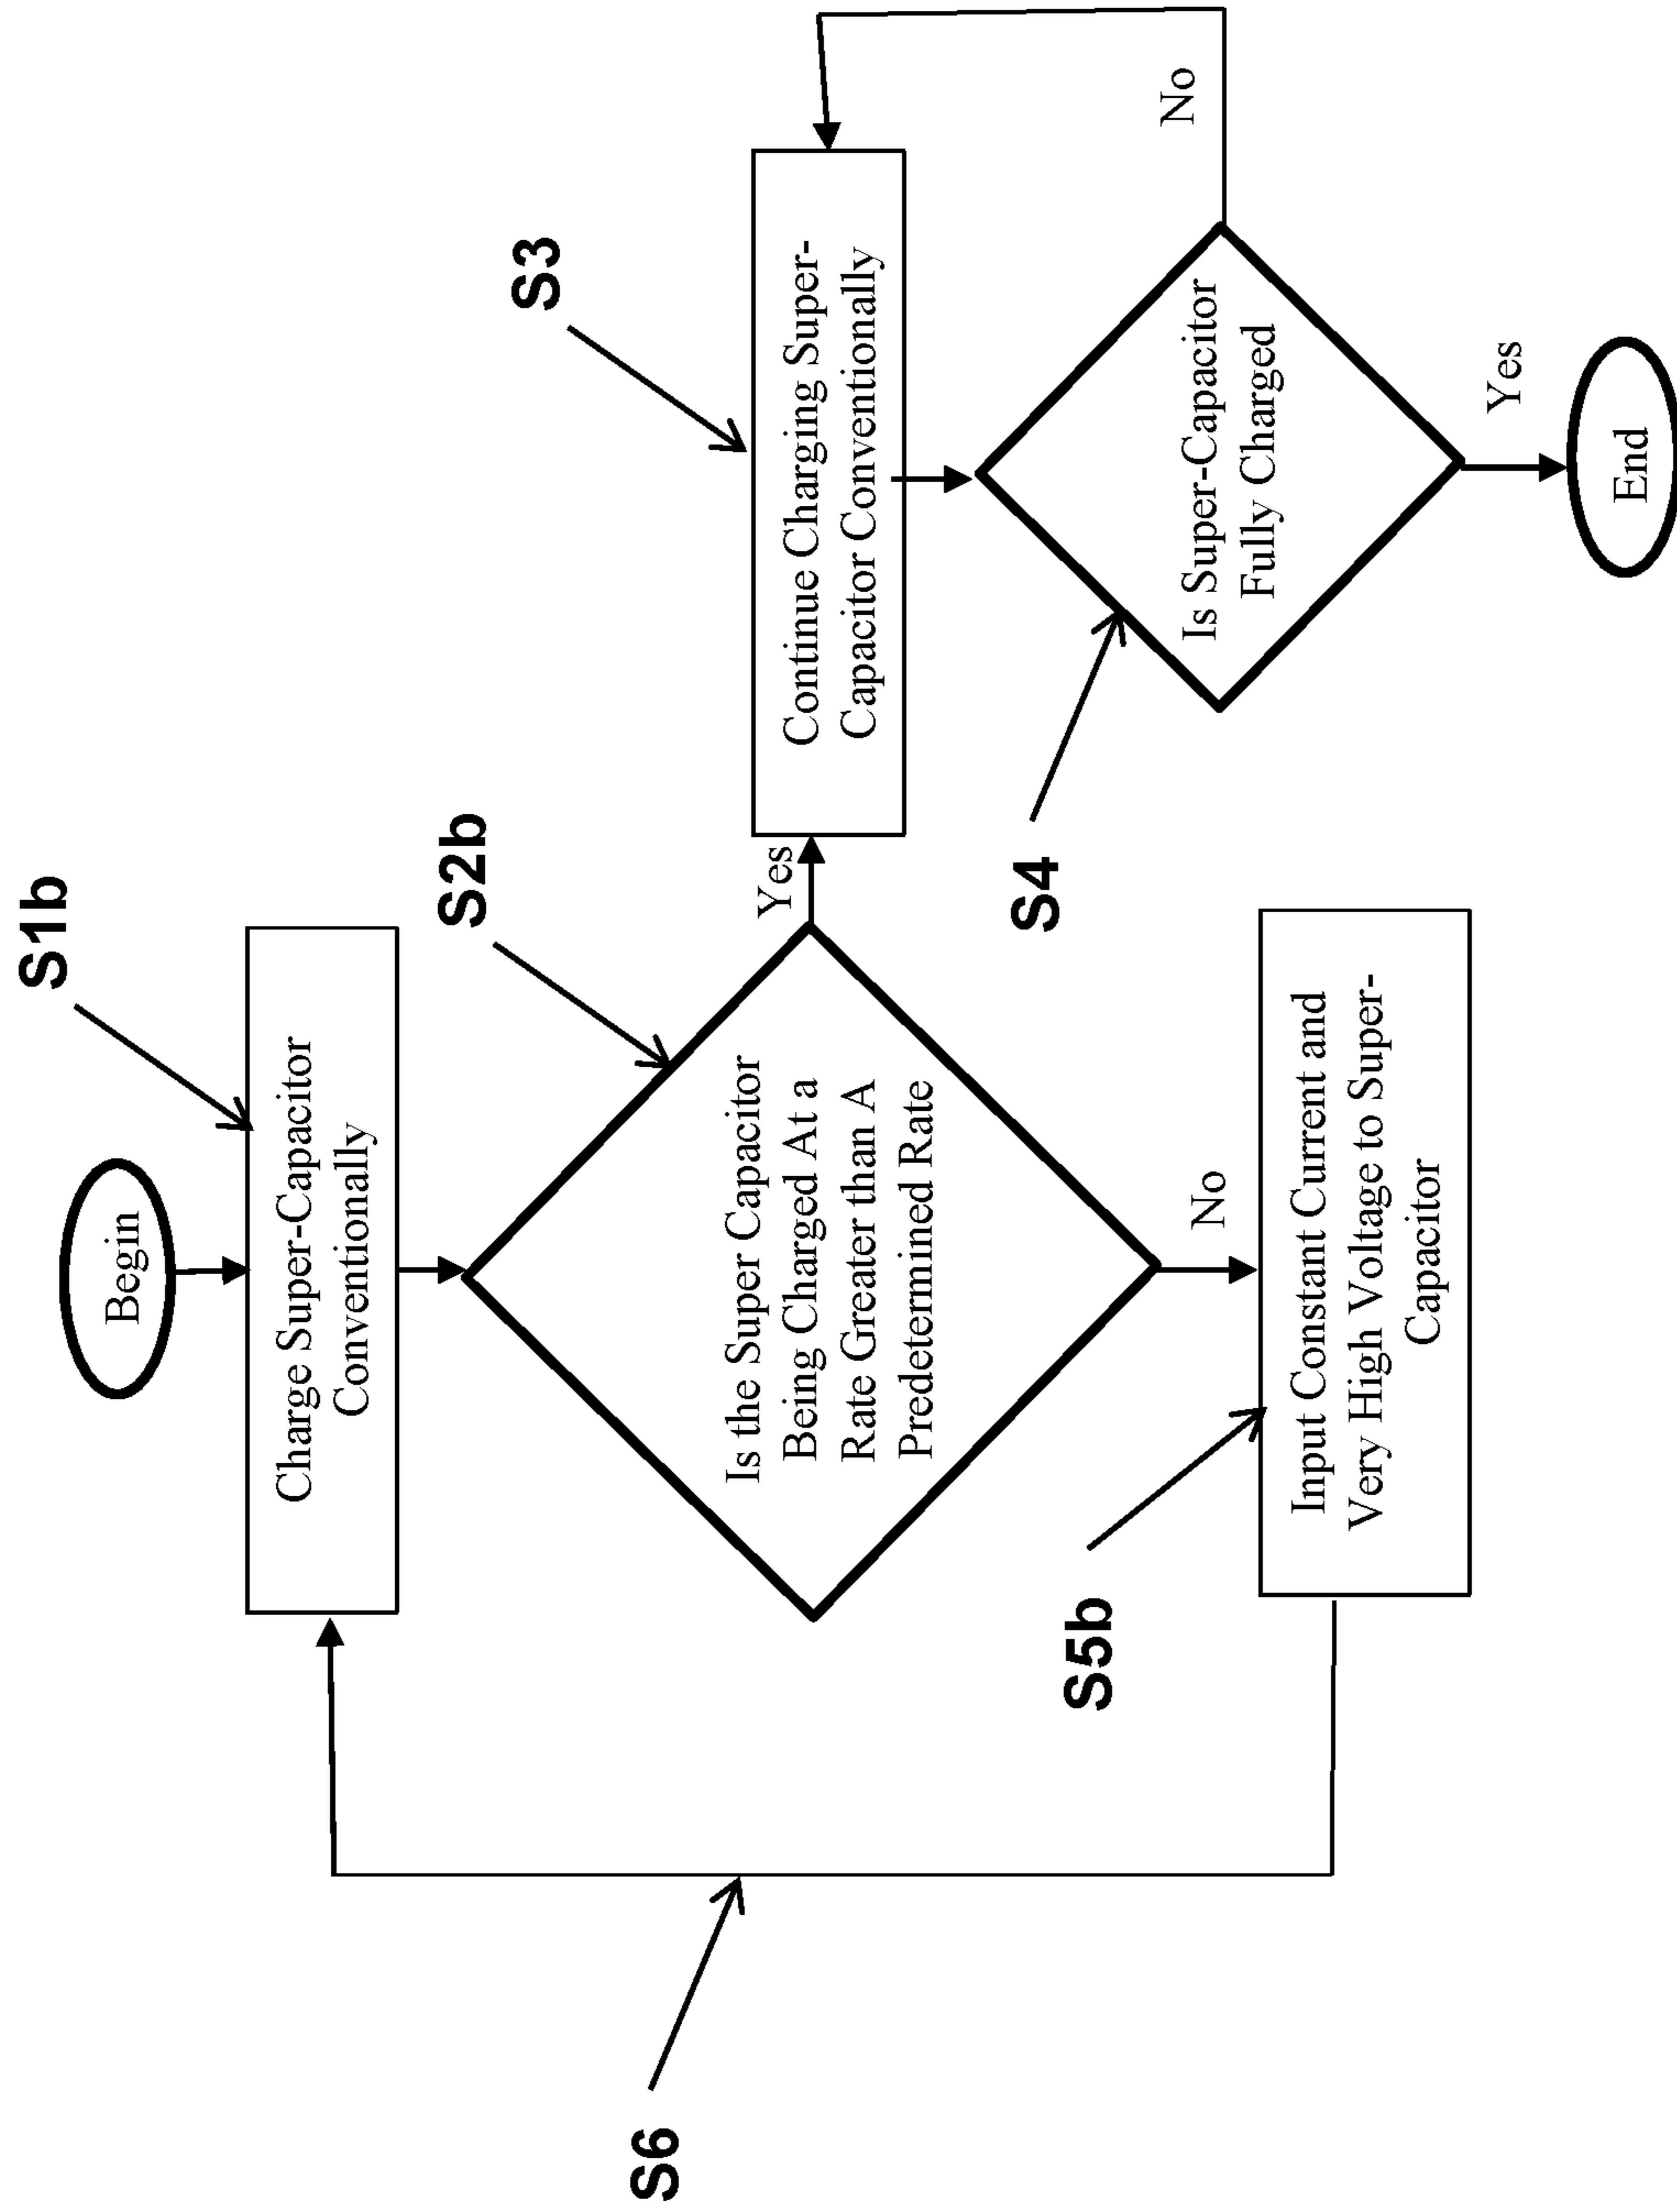 Begin
S1b
Charge Super-Capacitor
Conventionally
S2b
Is the Super Capacitor
Being Charged At a
Rate Greater than A
Predetermined Rate
Yes
No
S3
Continue Charging Super-
Capacitor Conventionally
S4
Is Super-Capacitor
Fully Charged
No
Yes
End
S5b
Input Constant Current and
Very High Voltage to Super-
Capacitor
S6